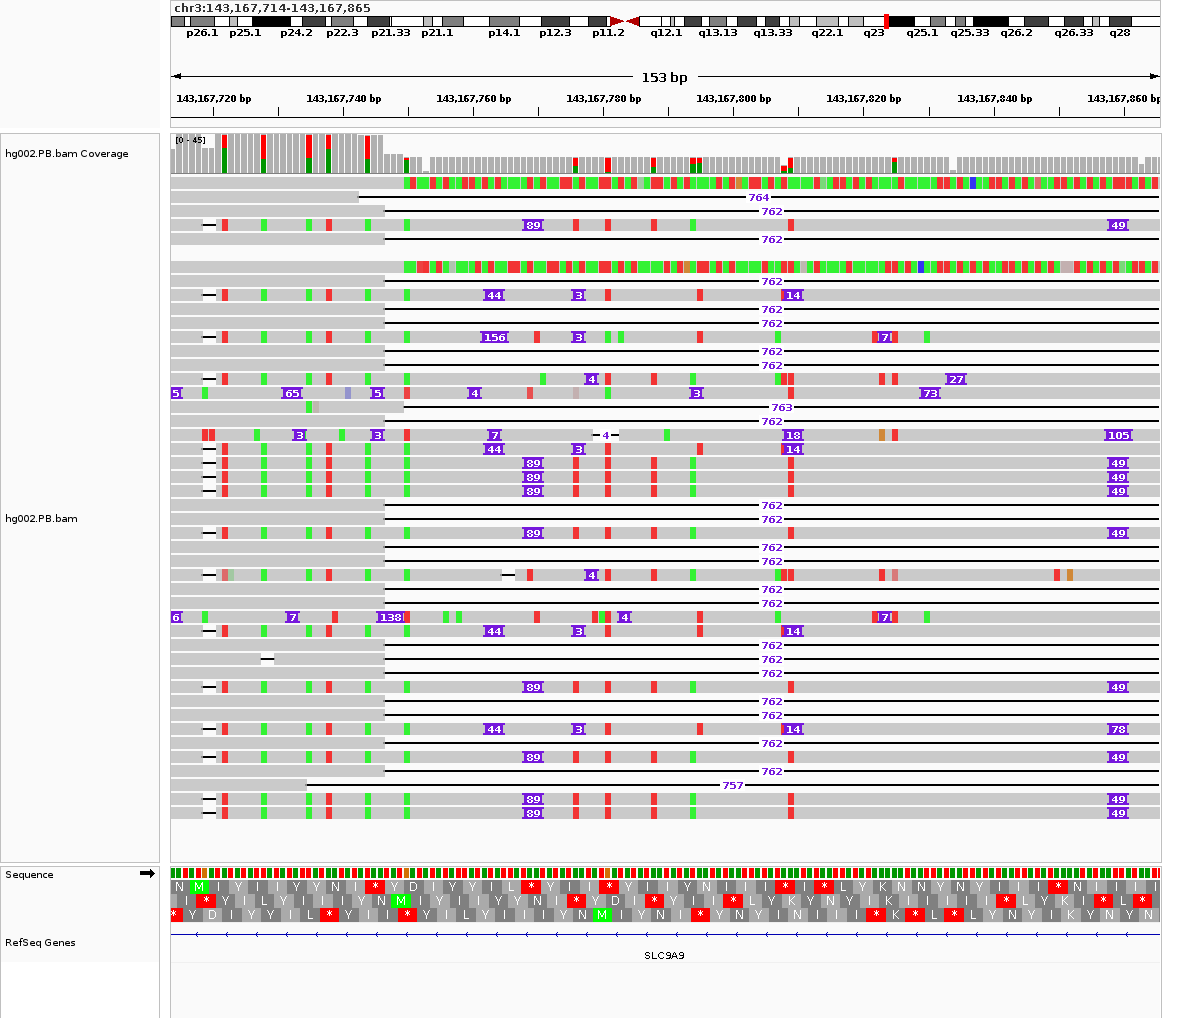 chr3:143,167,714-143,167,865
p26.1 p25.1 p24.2 p22.3 p21.33 p21.1 p14.1 p12.3 p11.2 q12.1 q13.13 q13.33 q22.1 q23 q25.1 q25.33 q26.2 q26.33 q28
153 bp
143,167,720 bp 143,167,740 bp 143,167,760 bp 143,167,780 bp 143,167,800 bp 143,167,820 bp 143,167,840 bp 143,167,860 bp
[0 - 45]
hg002.PB.bam Coverage
764
762
89 49
762
762
44 3 14
762
762
156 3 7
762
762
4 27
5 65 5 4 3 73
763
762
3 3 7 4 18 105
44 3 14
89 49
89 49
89 49
762
762
hg002.PB.bam
89 49
762
762
4
762
762
6 7 138 4 7
44 3 14
762
762
762
89 49
762
762
44 3 14 78
762
89 49
762
757
89 49
89 49
Sequence
N M I Y I I Y Y N I * Y D I Y Y I L * Y I I * Y I I Y N I I I * I * L Y K N N Y N Y I I I * N I I I I
I * Y I L Y I I I Y N M I Y I I Y Y N I * Y D I * Y I I * L Y K Y N Y I K I I I I I * L Y K I * L *
* Y D I Y Y I L * Y I I * Y I L Y I I I Y N M I Y N I * Y N Y I N I I I * K * L * L Y N Y I K Y N Y N
RefSeq Genes
SLC9A9